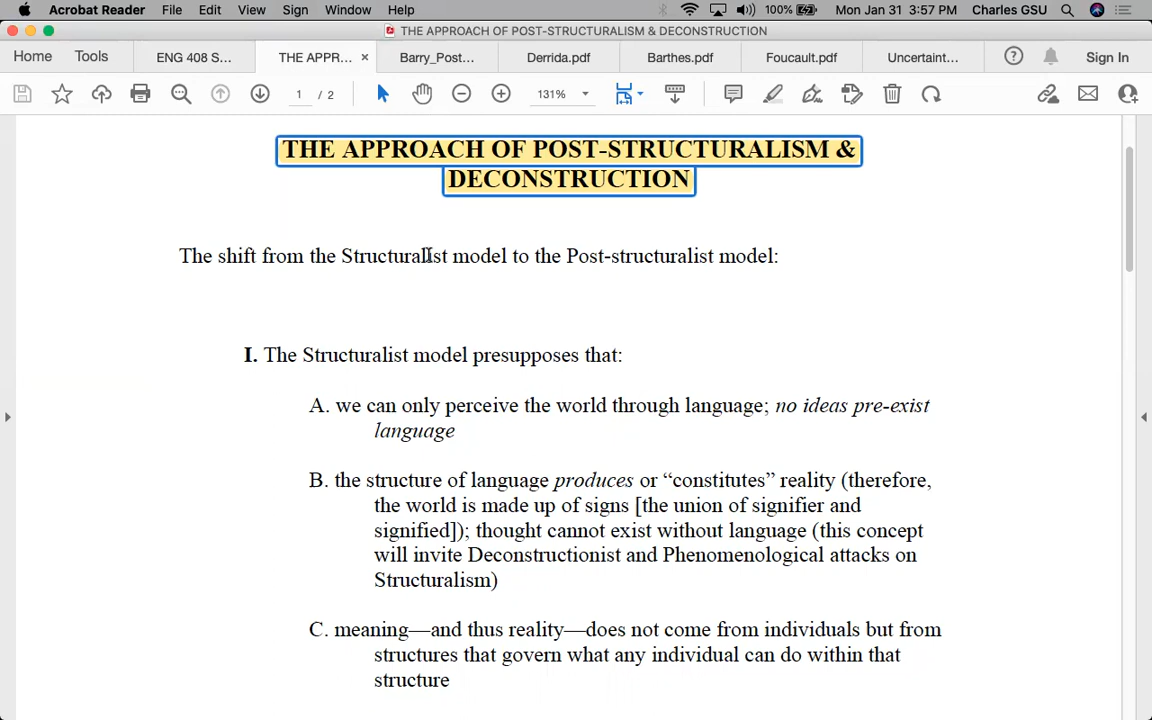 Acrobat Reader File Edit View Sign Window Help 100% Mon Jan 31 3:57 PM Charles GSU
THE APPROACH OF POST-STRUCTURALISM & DECONSTRUCTION
Home Tools ENG 408 S... THE APPR... × Barry_Post... Derrida.pdf Barthes.pdf Foucault.pdf Uncertaint... Sign In
1 / 2 131%
THE APPROACH OF POST-STRUCTURALISM &
DECONSTRUCTION
The shift from the Structuralist model to the Post-structuralist model:
I. The Structuralist model presupposes that:
A. we can only perceive the world through language; no ideas pre-exist
language
B. the structure of language produces or “constitutes” reality (therefore,
the world is made up of signs [the union of signifier and
signified]); thought cannot exist without language (this concept
will invite Deconstructionist and Phenomenological attacks on
Structuralism)
C. meaning—and thus reality—does not come from individuals but from
structures that govern what any individual can do within that
structure